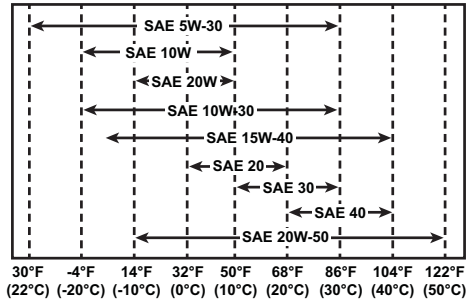 SAE 5W-30
SAE 10W
SAE 20W
SAE 10W-30
SAE 15W-40
SAE 20
SAE 30
SAE 40
SAE 20W-50
30°F -4°F 14°F 32°F 50°F 68°F 86°F 104°F 122°F
(22°C) (-20°C) (-10°C) (0°C) (10°C) (20°C) (30°C) (40°C) (50°C)